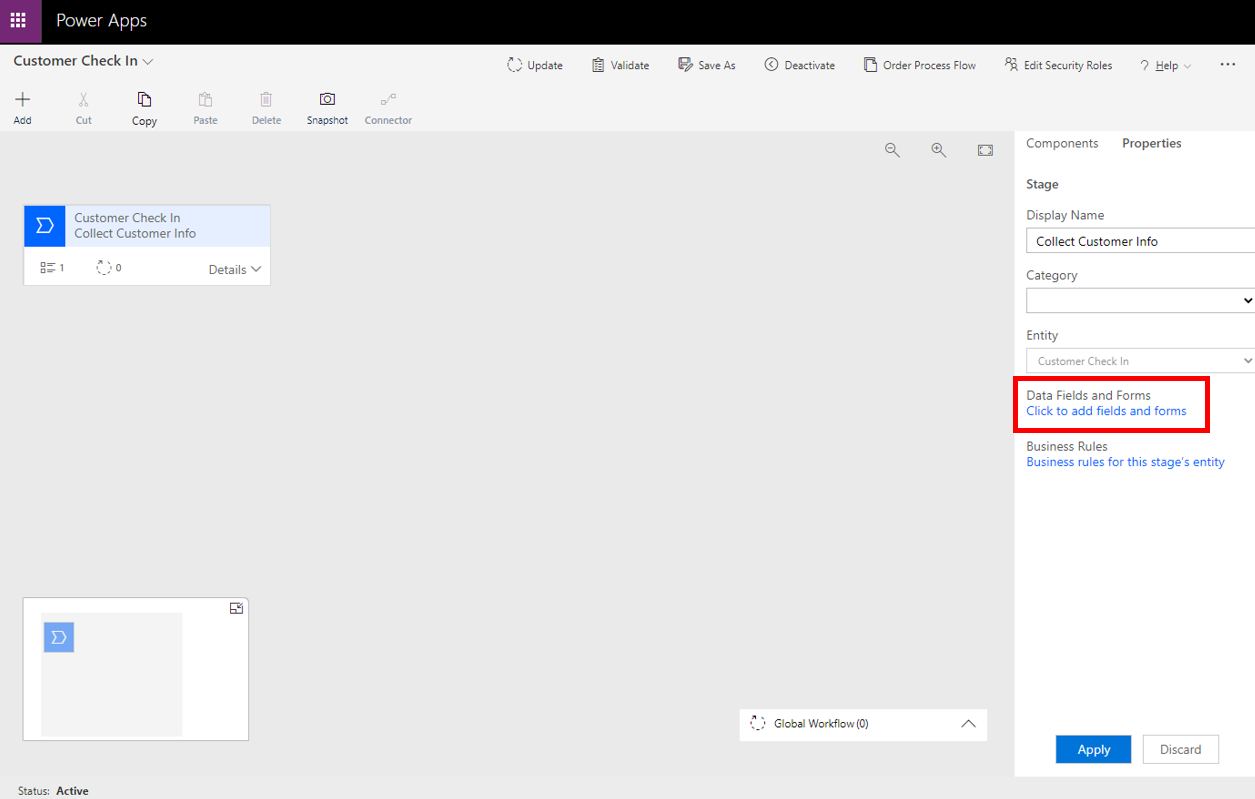 Power Apps
Customer Check In
Update
Validate
Save As
Deactivate
Order Process Flow
Edit Security Roles
? Help
...
Add
Cut
Copy
Paste
Delete
Snapshot
Connector
Components
Properties
Customer Check In
Collect Customer Info
1
0
Details
Stage
Display Name
Collect Customer Info
Category
Entity
Customer Check In
Data Fields and Forms
Click to add fields and forms
Business Rules
Business rules for this stage's entity
Global Workflow (0)
Apply
Discard
Status: Active